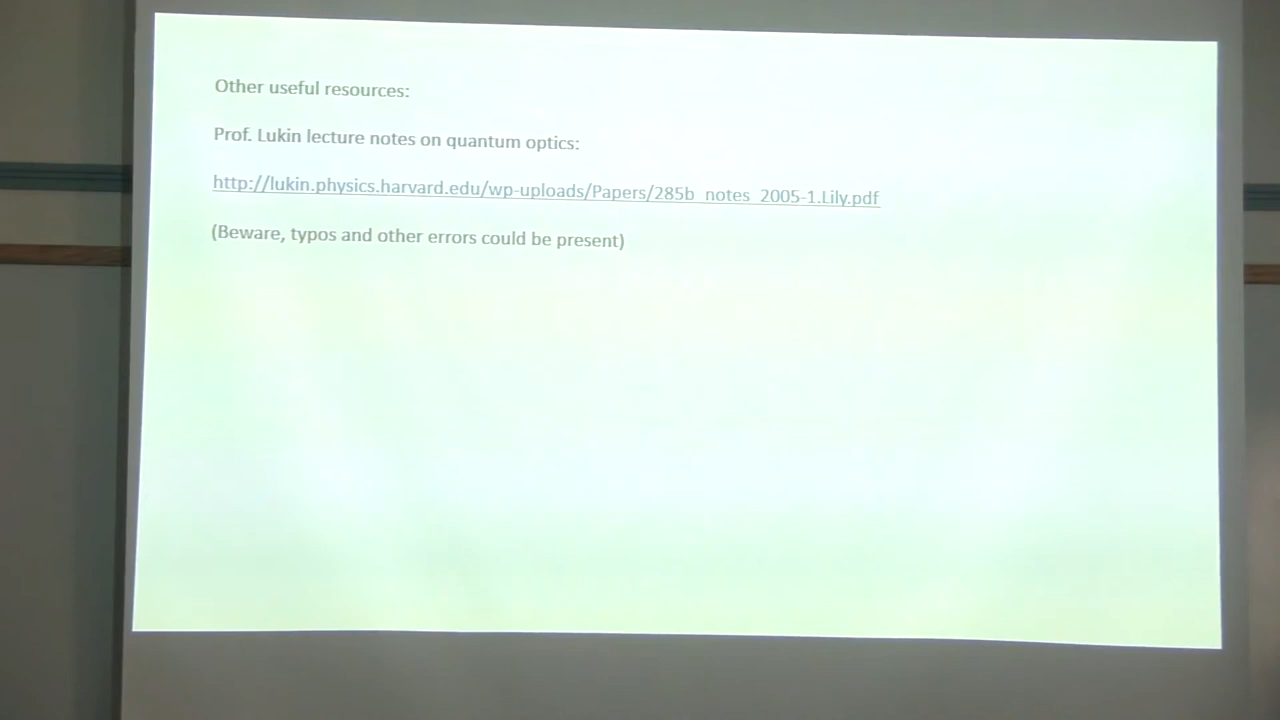 Other useful resources:
Prof. Lukin lecture notes on quantum optics:
http://lukin.physics.harvard.edu/wp-uploads/Papers/285b_notes_2005-1.Lily.pdf
(Beware, typos and other errors could be present)